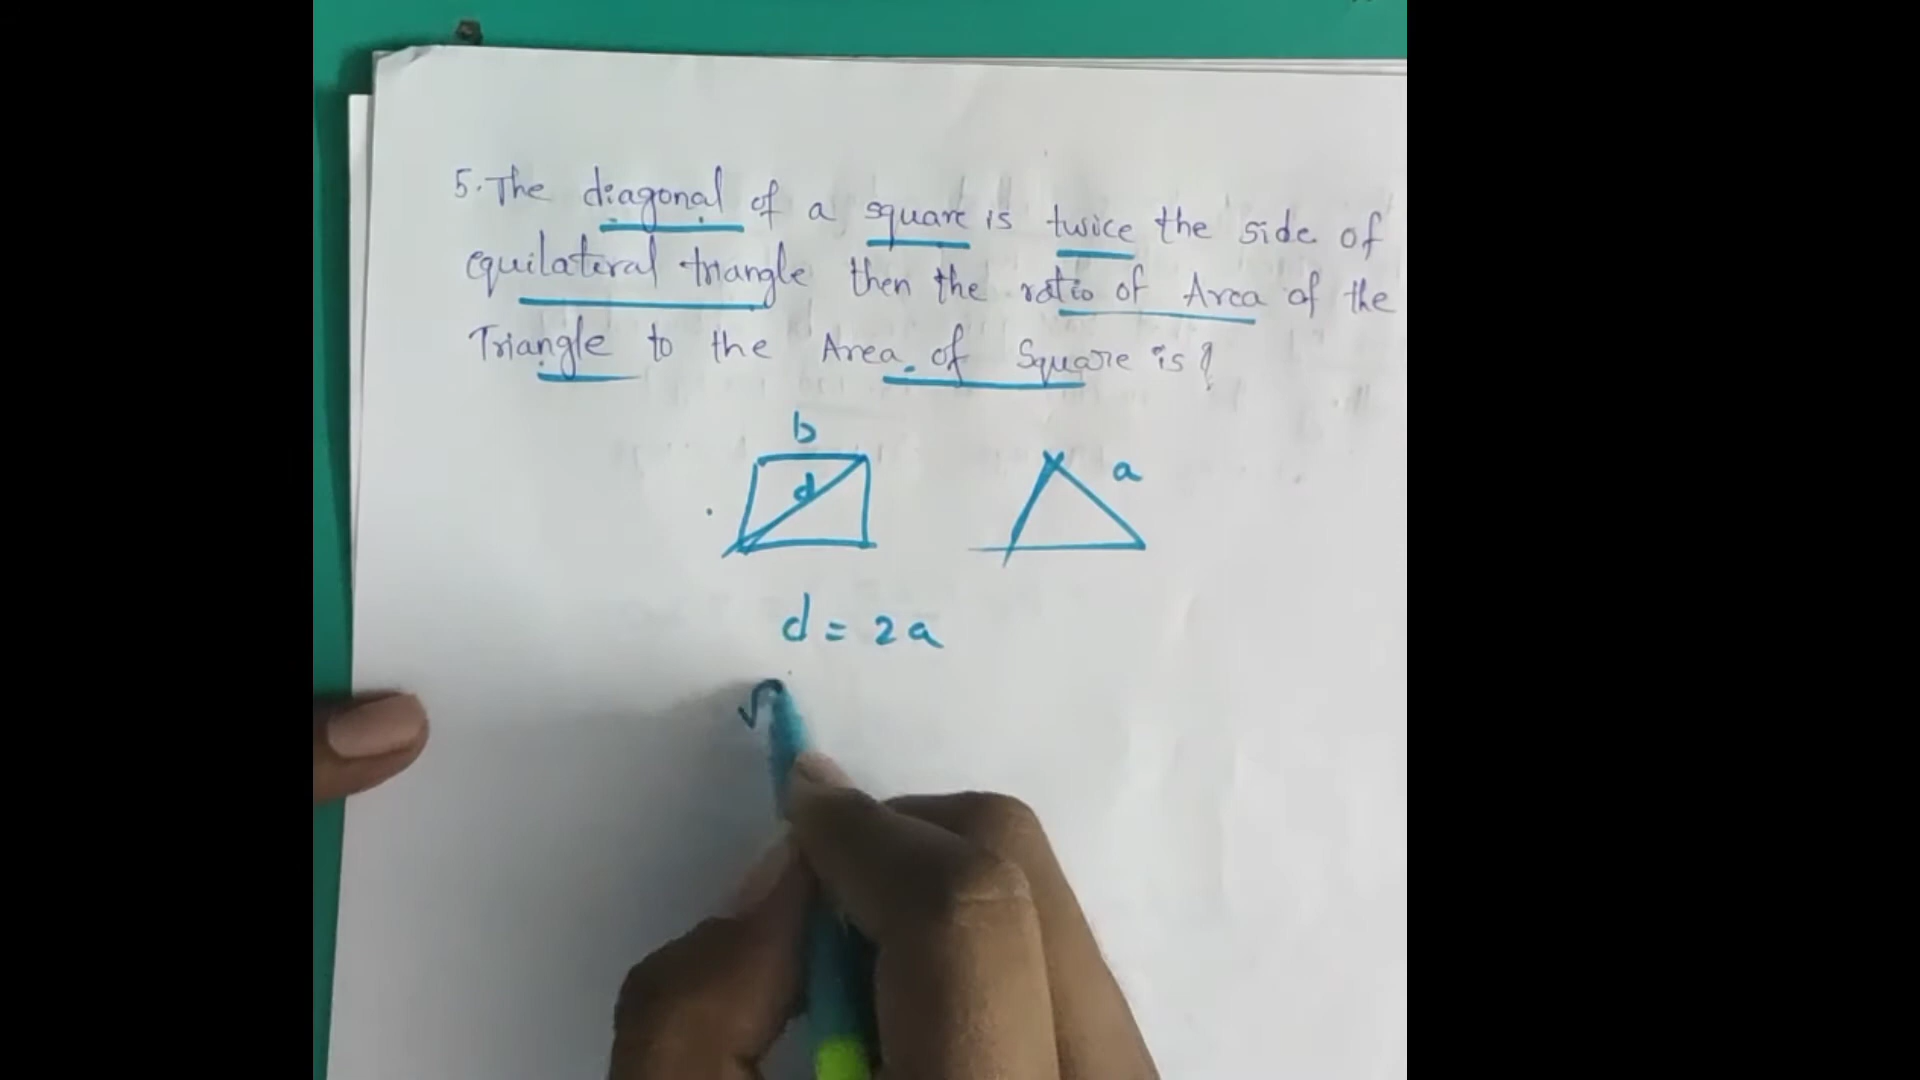 5. The diagonal of a square is twice the side of
equilateral triangle then the ratio of Area of the
Triangle to the Area of Square is ?
b
d
a
d = 2a
√